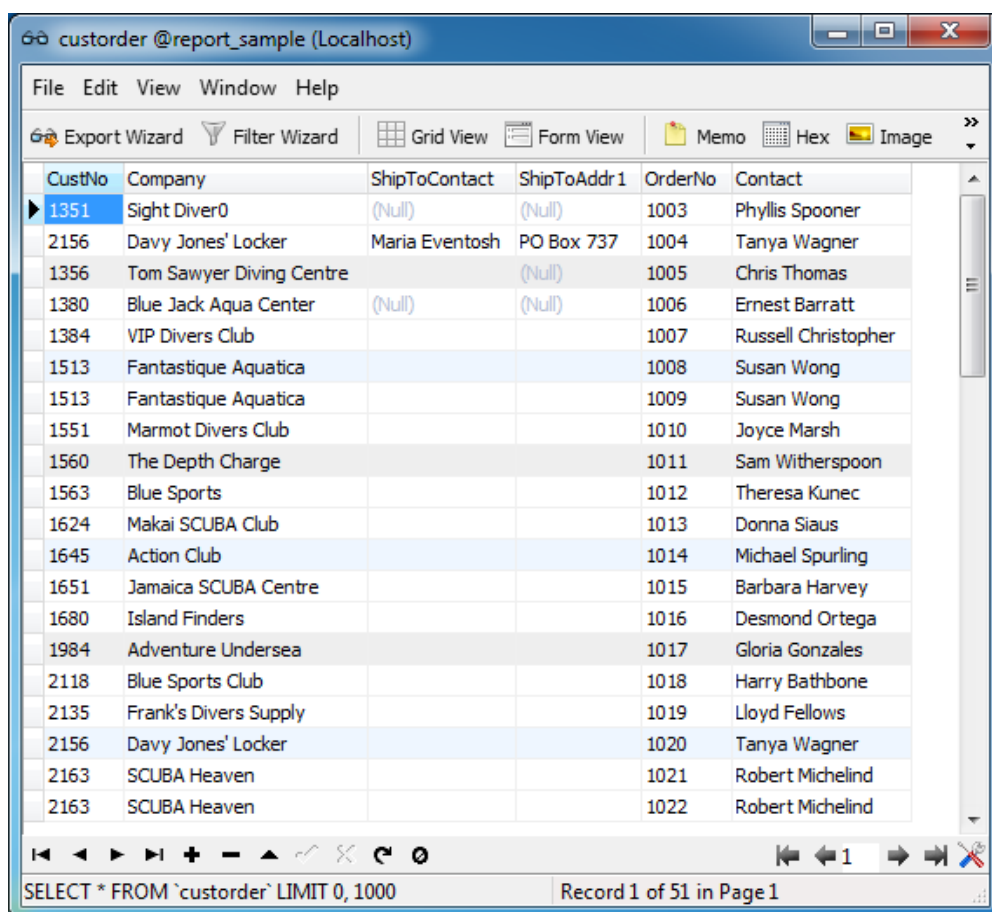 custorder @report_sample (Localhost)
File Edit View Window Help
Export Wizard Filter Wizard Grid View Form View Memo Hex Image »
CustNo Company ShipToContact ShipToAddr1 OrderNo Contact
1351 Sight Diver0 (Null) (Null) 1003 Phyllis Spooner
2156 Davy Jones' Locker Maria Eventosh PO Box 737 1004 Tanya Wagner
1356 Tom Sawyer Diving Centre (Null) 1005 Chris Thomas
1380 Blue Jack Aqua Center (Null) (Null) 1006 Ernest Barratt
1384 VIP Divers Club 1007 Russell Christopher
1513 Fantastique Aquatica 1008 Susan Wong
1513 Fantastique Aquatica 1009 Susan Wong
1551 Marmot Divers Club 1010 Joyce Marsh
1560 The Depth Charge 1011 Sam Witherspoon
1563 Blue Sports 1012 Theresa Kunec
1624 Makai SCUBA Club 1013 Donna Siaus
1645 Action Club 1014 Michael Spurling
1651 Jamaica SCUBA Centre 1015 Barbara Harvey
1680 Island Finders 1016 Desmond Ortega
1984 Adventure Undersea 1017 Gloria Gonzales
2118 Blue Sports Club 1018 Harry Bathbone
2135 Frank's Divers Supply 1019 Lloyd Fellows
2156 Davy Jones' Locker 1020 Tanya Wagner
2163 SCUBA Heaven 1021 Robert Michelind
2163 SCUBA Heaven 1022 Robert Michelind
1
SELECT * FROM `custorder` LIMIT 0, 1000 Record 1 of 51 in Page 1